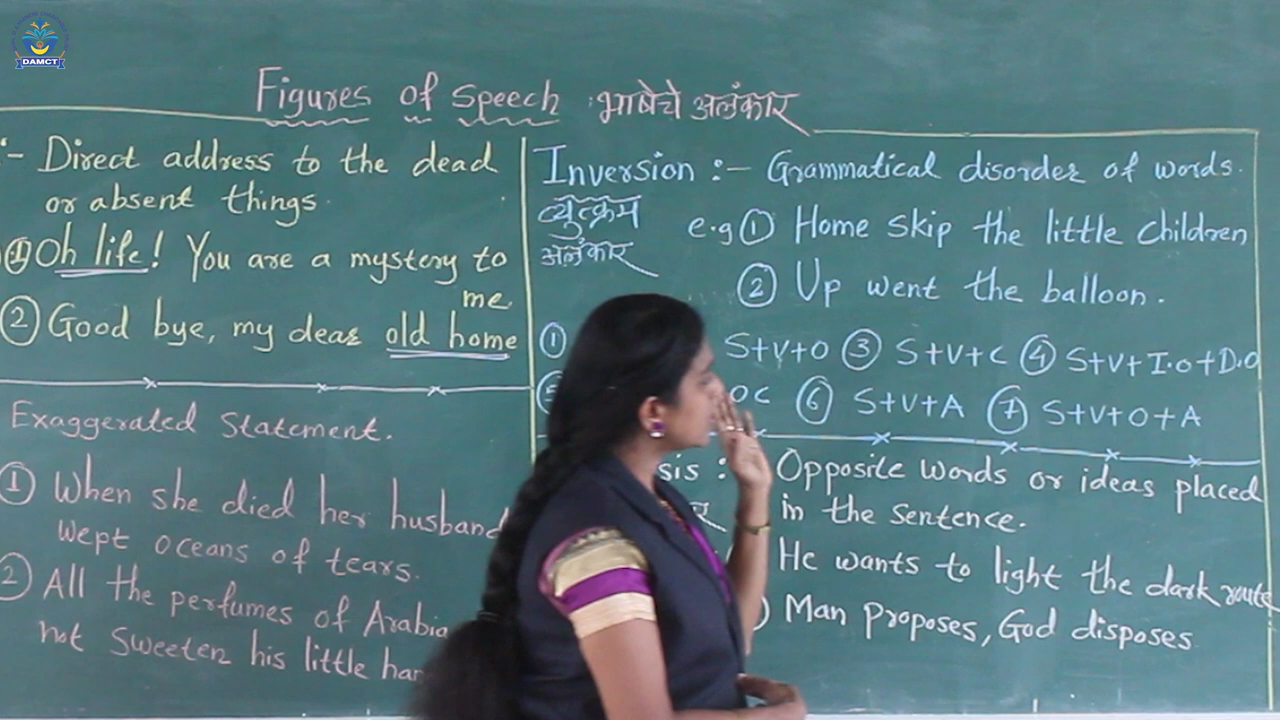 DAMCT
Figures of Speech :भाषेचे अलंकार
:- Direct address to the dead
or absent things.
① Oh life! You are a mystery to
me.
② Good bye, my dear old home
Exaggerated Statement.
① When she died her husband
wept oceans of tears.
② All the perfumes of Arabia
not sweeten his little
Inversion :- Grammatical disorder of words.
व्युत्क्रम
अलंकार
e.g ① Home skip the little children
② Up went the balloon.
① S+V+O ③ S+V+C ④ S+V+I.O+D.O
OC ⑥ S+V+A ⑦ S+V+O+A
sis : Opposite words or ideas placed
in the sentence.
He wants to light the dark route
Man proposes, God disposes